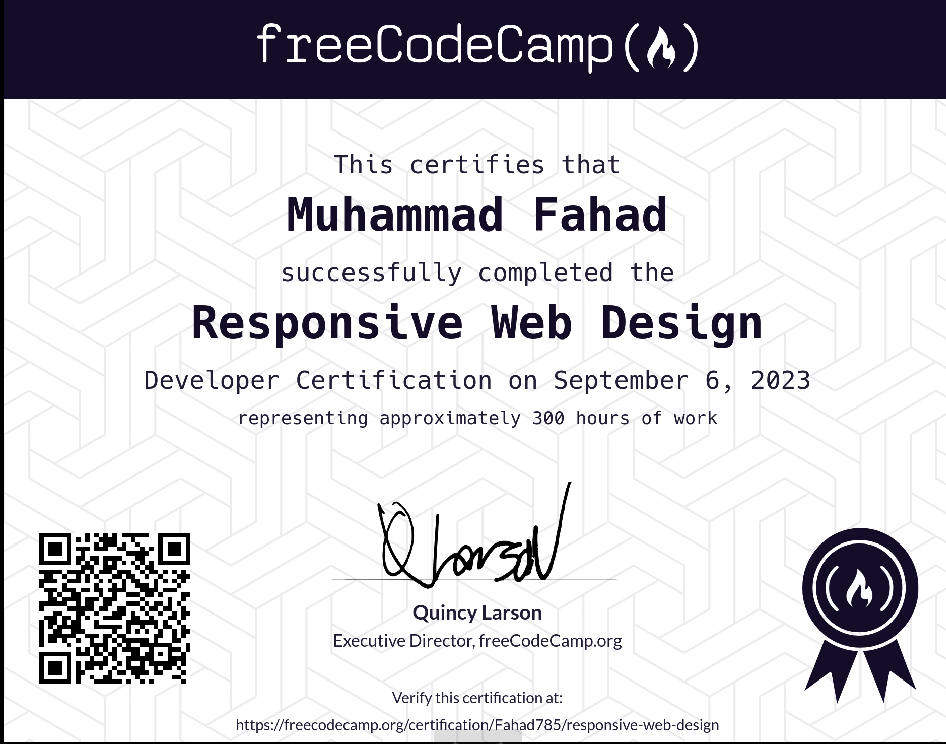 freeCodeCamp
This certifies that
Muhammad Fahad
successfully completed the
Responsive Web Design
Developer Certification on September 6, 2023
representing approximately 300 hours of work
Q Larson
Quincy Larson
Executive Director, freeCodeCamp.org
Verify this certification at:
https://freecodecamp.org/certification/Fahad785/responsive-web-design